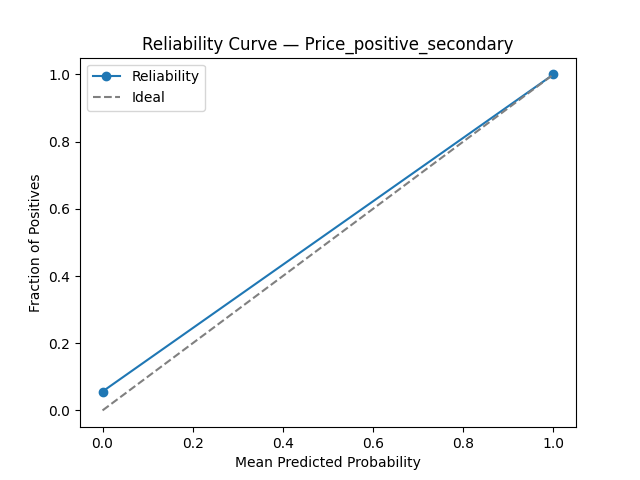 Reliability Curve — Price_positive_secondary
Reliability
Ideal
Fraction of Positives
1.0
0.8
0.6
0.4
0.2
0.0
0.0 0.2 0.4 0.6 0.8 1.0
Mean Predicted Probability